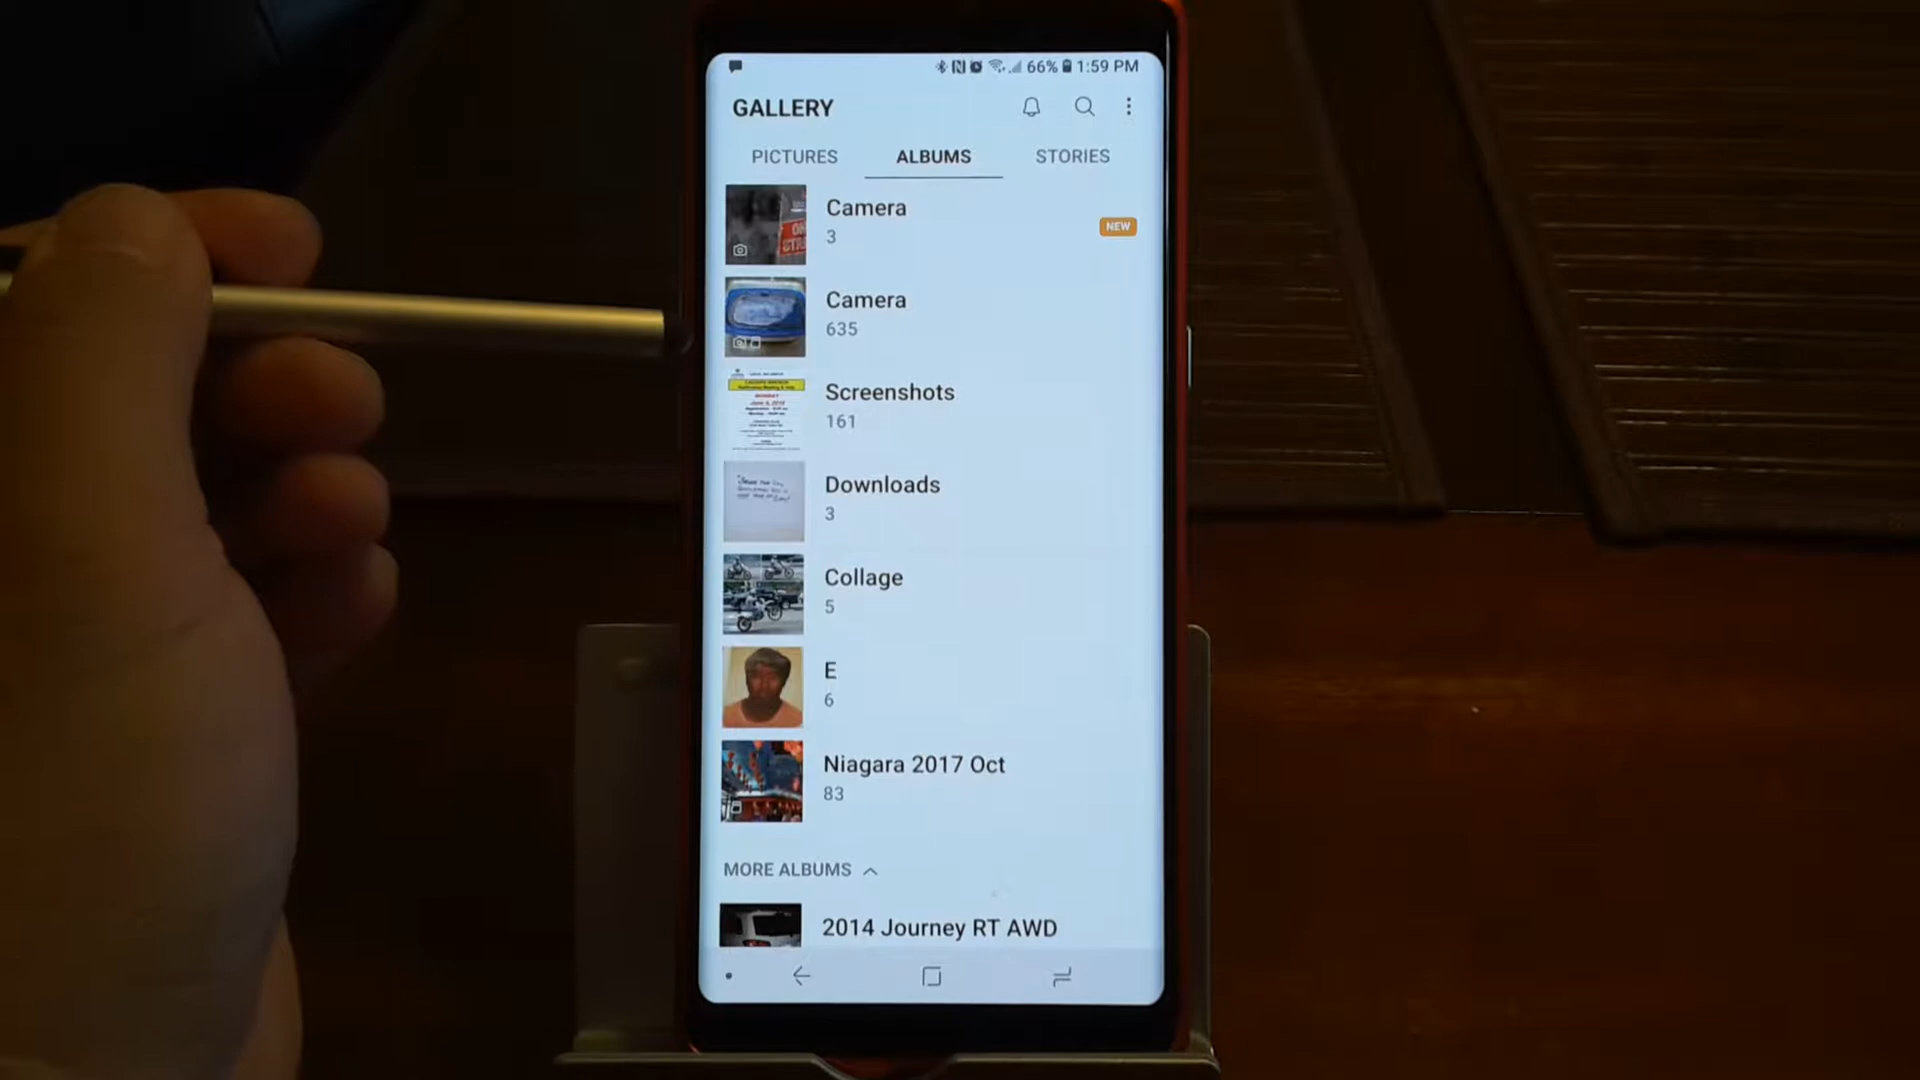 66% 1:59 PM
GALLERY
PICTURES ALBUMS STORIES
Camera
3
NEW
Camera
635
Screenshots
161
Downloads
3
Collage
5
E
6
Niagara 2017 Oct
83
MORE ALBUMS
2014 Journey RT AWD